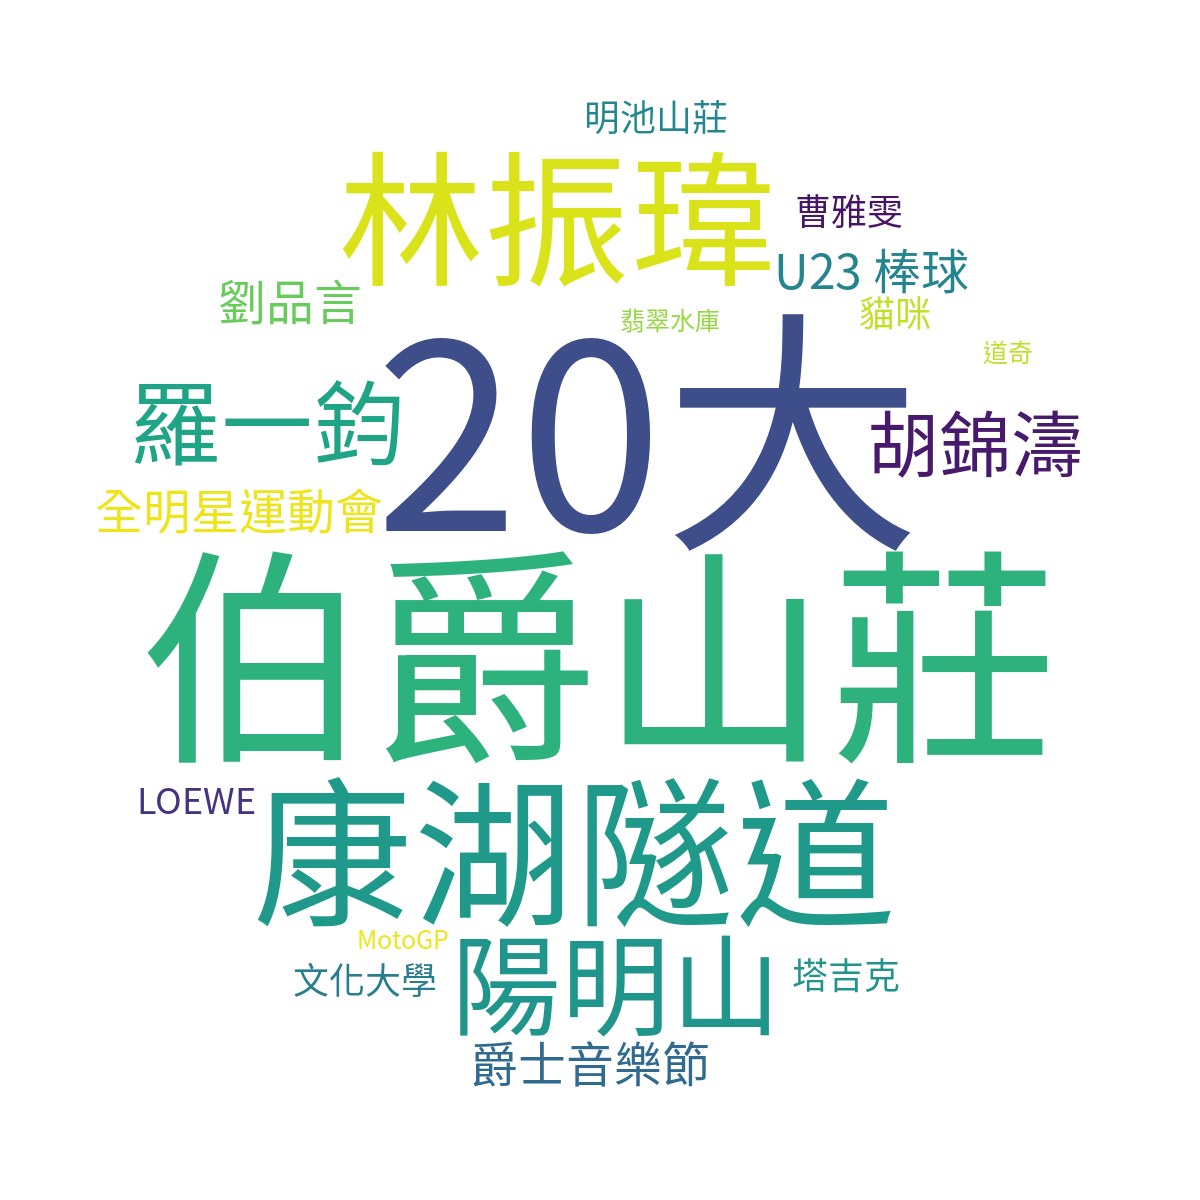 明池山莊
林振瑋
曹雅雯
U23 棒球
劉品言
貓咪
翡翠水庫
道奇
20大
羅一鈞
胡錦濤
全明星運動會
伯爵山莊
LOEWE
康湖隧道
MotoGP
陽明山
文化大學
塔吉克
爵士音樂節